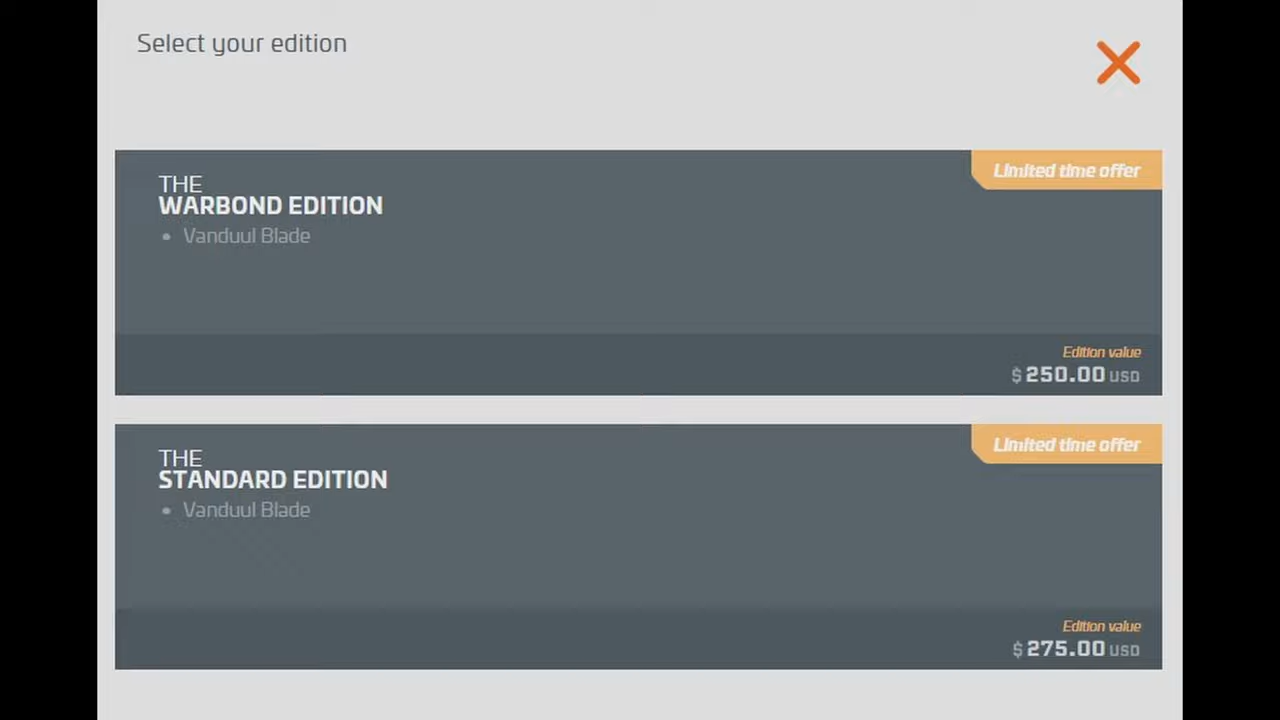 Select your edition
Limited time offer
THE
WARBOND EDITION
• Vanduul Blade
Edition value
$ 250.00 USD
Limited time offer
THE
STANDARD EDITION
• Vanduul Blade
Edition value
$ 275.00 USD